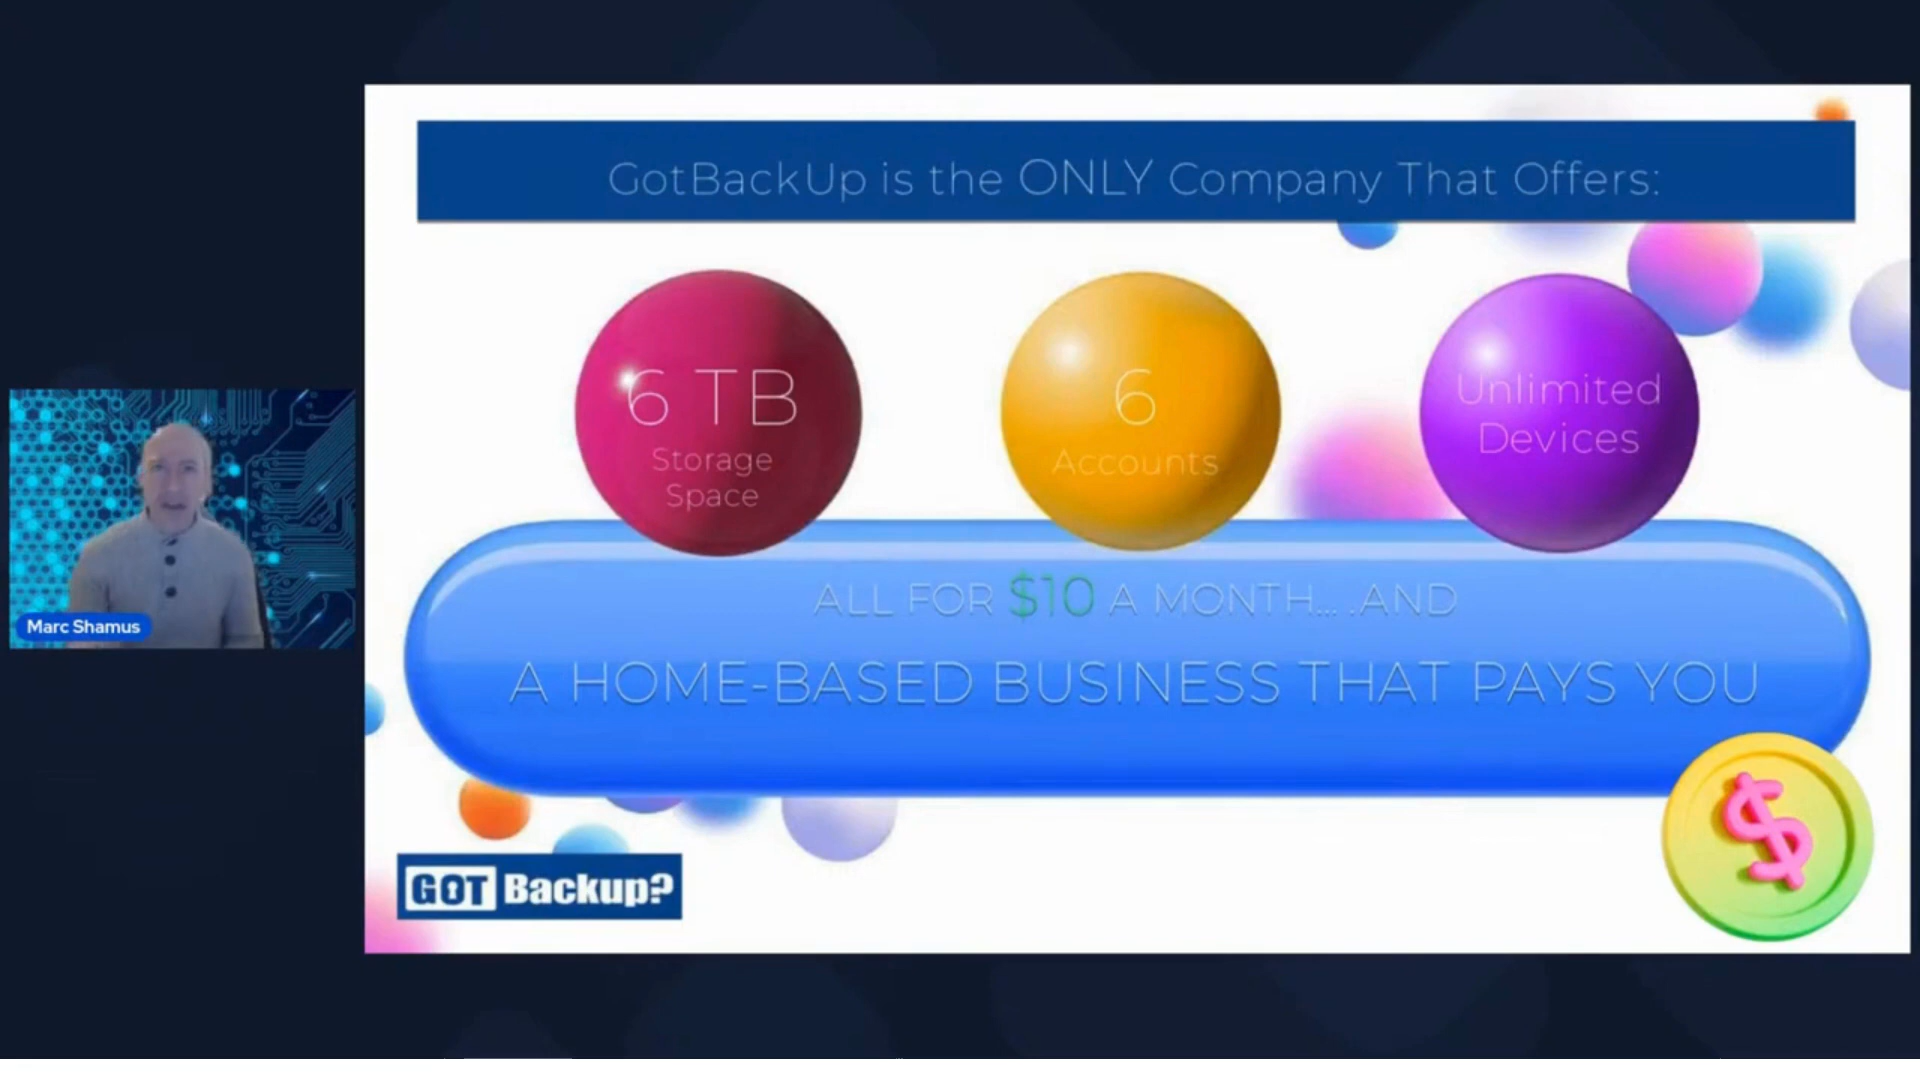 GotBackUp is the ONLY Company That Offers:
6 TB
Storage
Space
6
Accounts
Unlimited
Devices
ALL FOR $10 A MONTH... .AND
A HOME-BASED BUSINESS THAT PAYS YOU
Marc Shamus
GOT Backup?
$